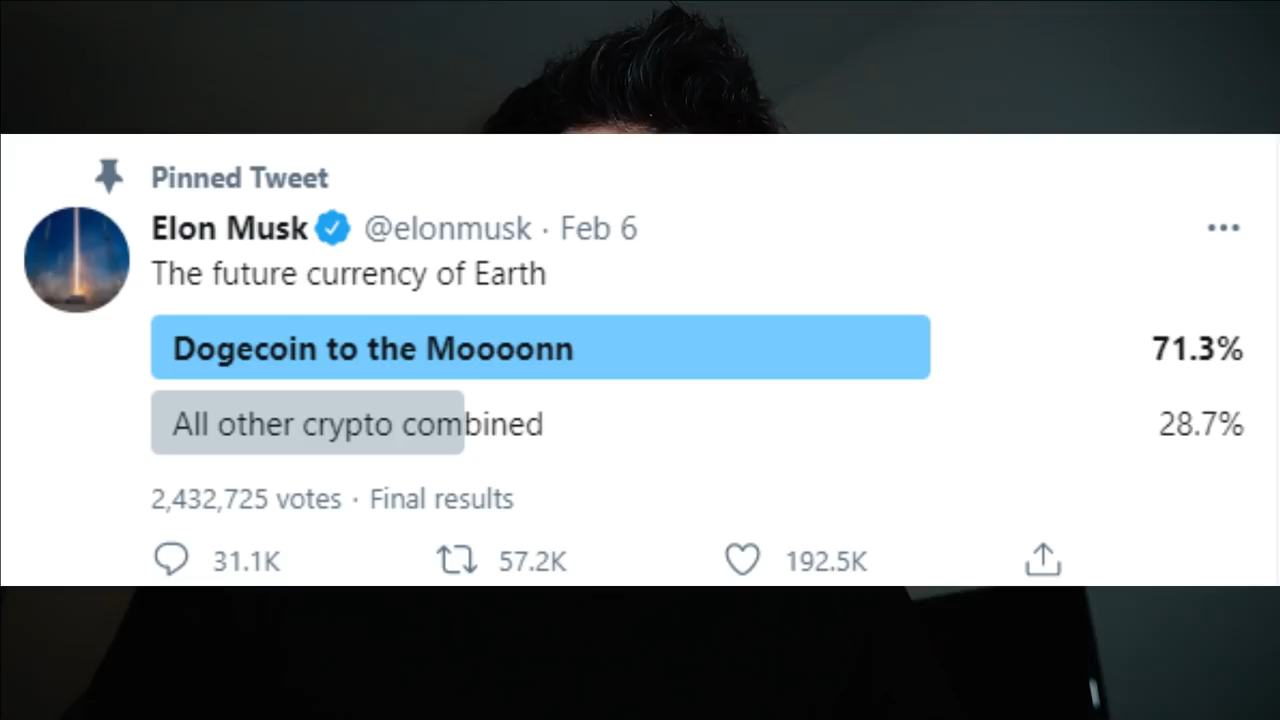 Pinned Tweet
Elon Musk @elonmusk · Feb 6
The future currency of Earth
Dogecoin to the Moooonn 71.3%
All other crypto combined 28.7%
2,432,725 votes · Final results
31.1K 57.2K 192.5K